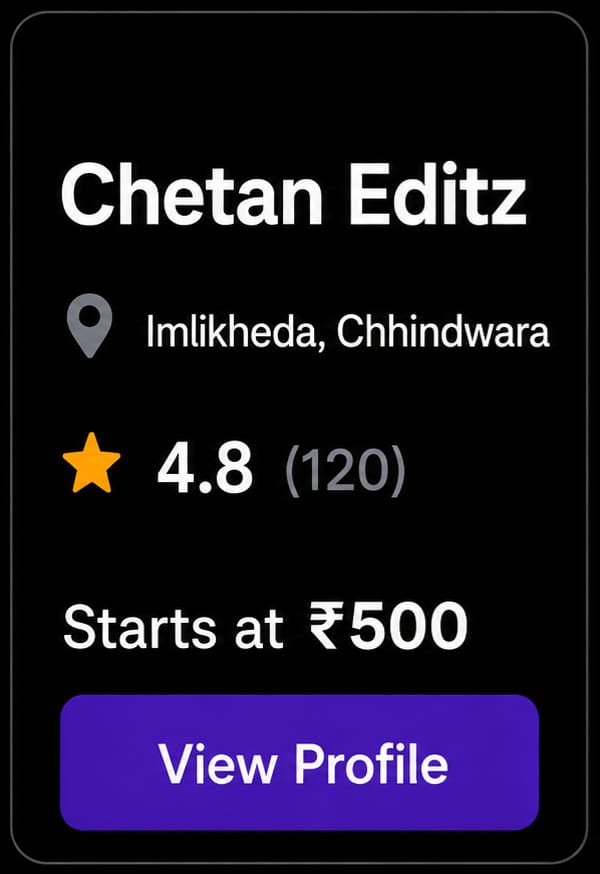 Chetan Editz
Imlikheda, Chhindwara
4.8 (120)
Starts at ₹500
View Profile